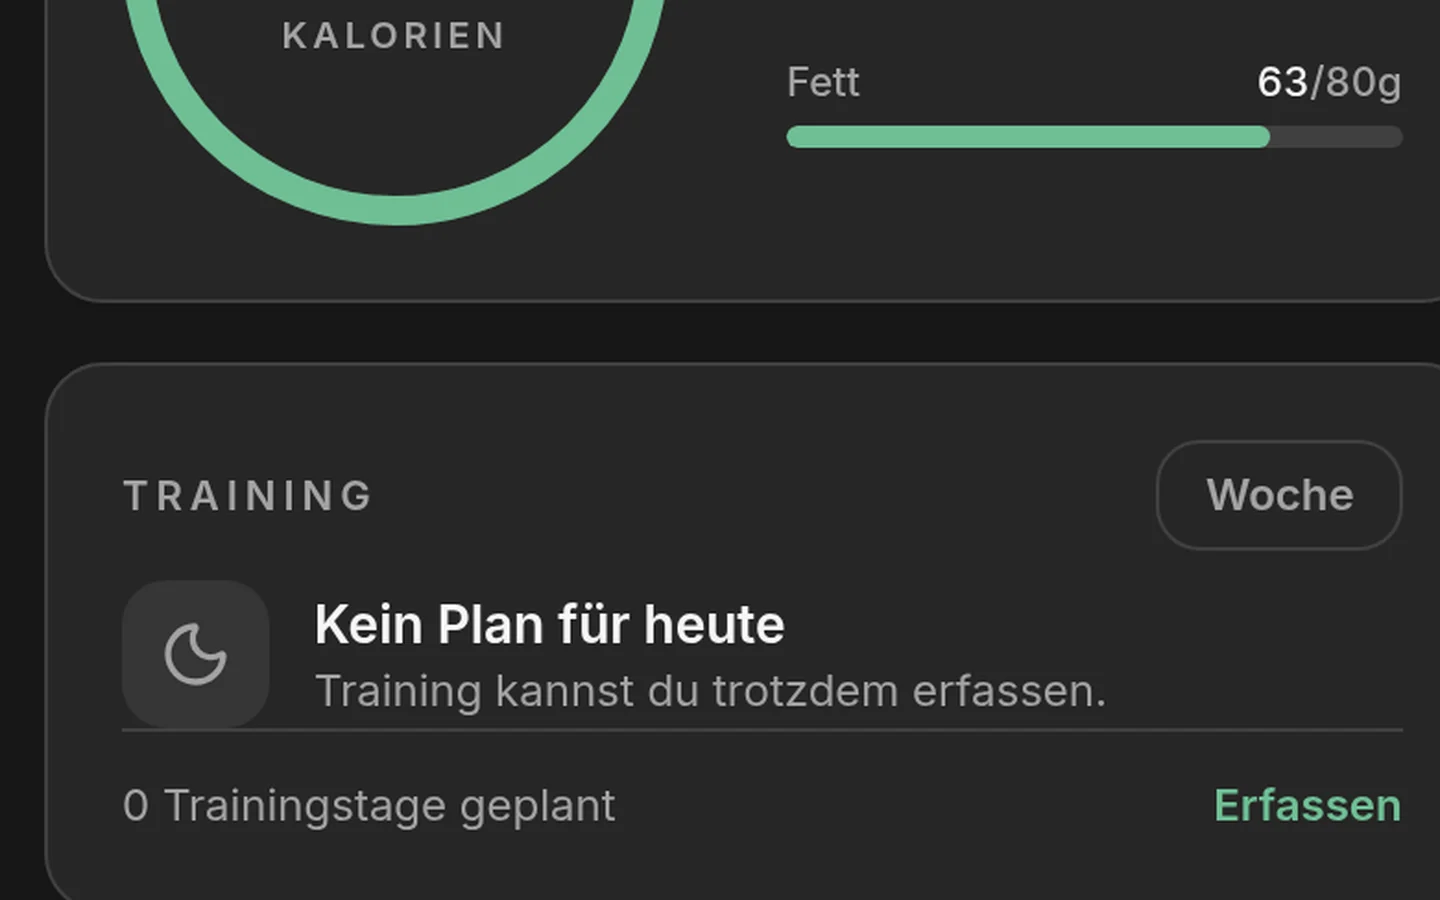 KALORIEN
Fett 63/80g
TRAINING
Woche
Kein Plan für heute
Training kannst du trotzdem erfassen.
0 Trainingstage geplant
Erfassen